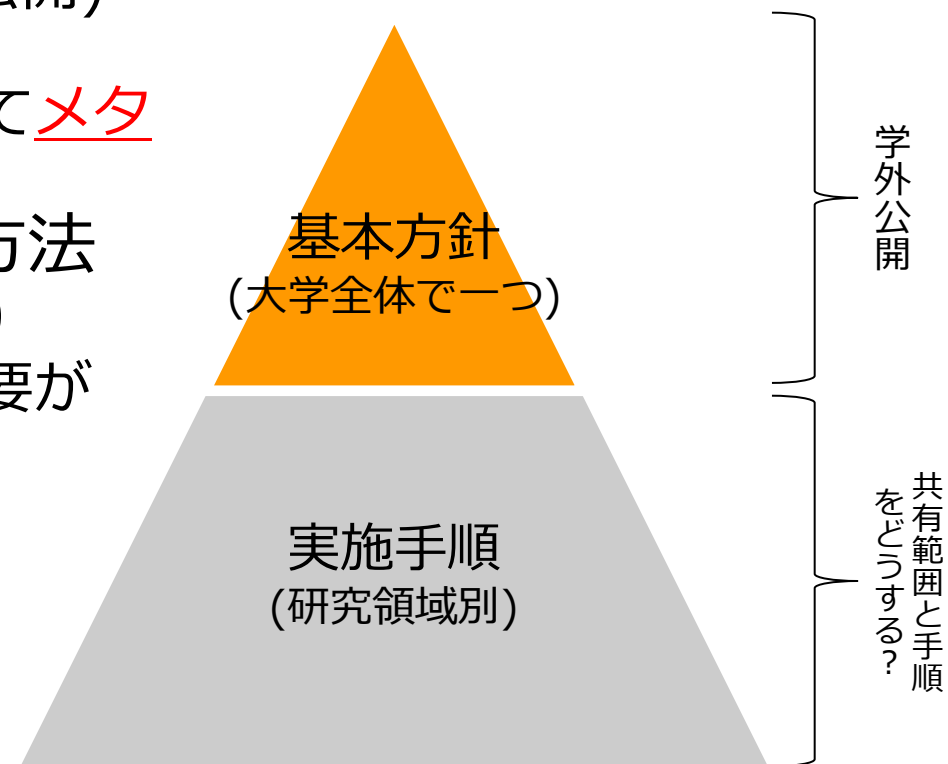 公開)
てメタ
方法
)
要が
基本方針
(大学全体で一つ)
実施手順
(研究領域別)
学外公開
共有範囲と手順
をどうする?